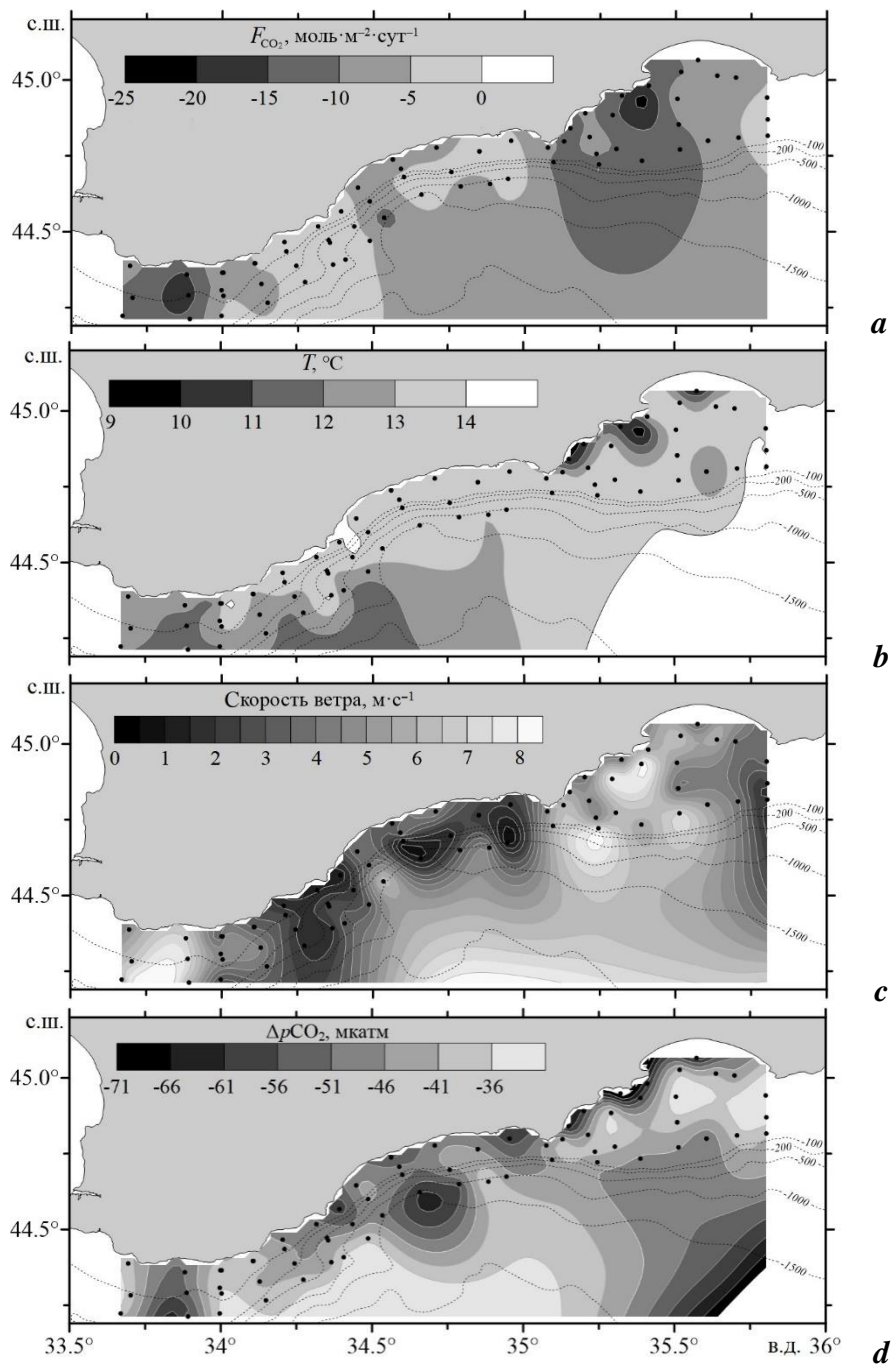 с.ш.
F_CO₂, моль·м⁻²·сут⁻¹
-25 -20 -15 -10 -5 0
45.0°
44.5°
-100
-200
-500
-1000
-1500
a
с.ш.
T, °C
9 10 11 12 13 14
45.0°
44.5°
-100
-200
-500
-1000
-1500
b
с.ш.
Скорость ветра, м·с⁻¹
0 1 2 3 4 5 6 7 8
45.0°
44.5°
-100
-200
-500
-1000
-1500
c
с.ш.
ΔpCO₂, мкатм
-71 -66 -61 -56 -51 -46 -41 -36
45.0°
44.5°
-100
-200
-500
-1000
-1500
33.5° 34° 34.5° 35° 35.5° в.д. 36°
d